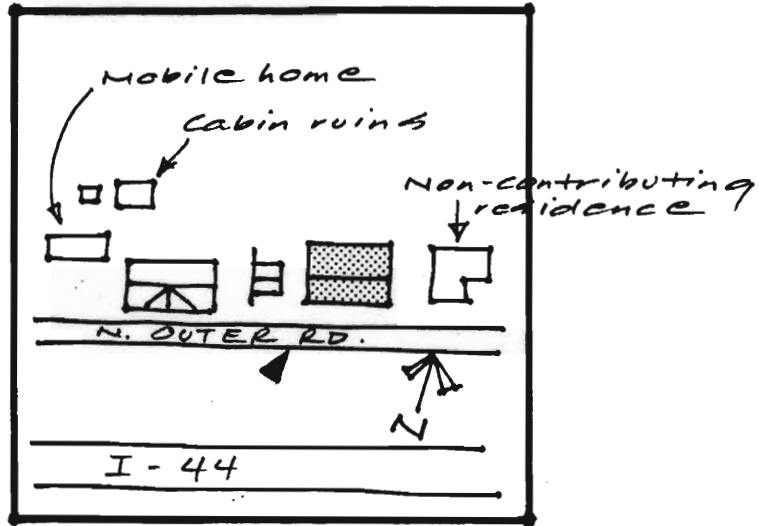 Mobile home
Cabin ruins
Non-contributing
residence
N. OUTER RD.
N
I - 44